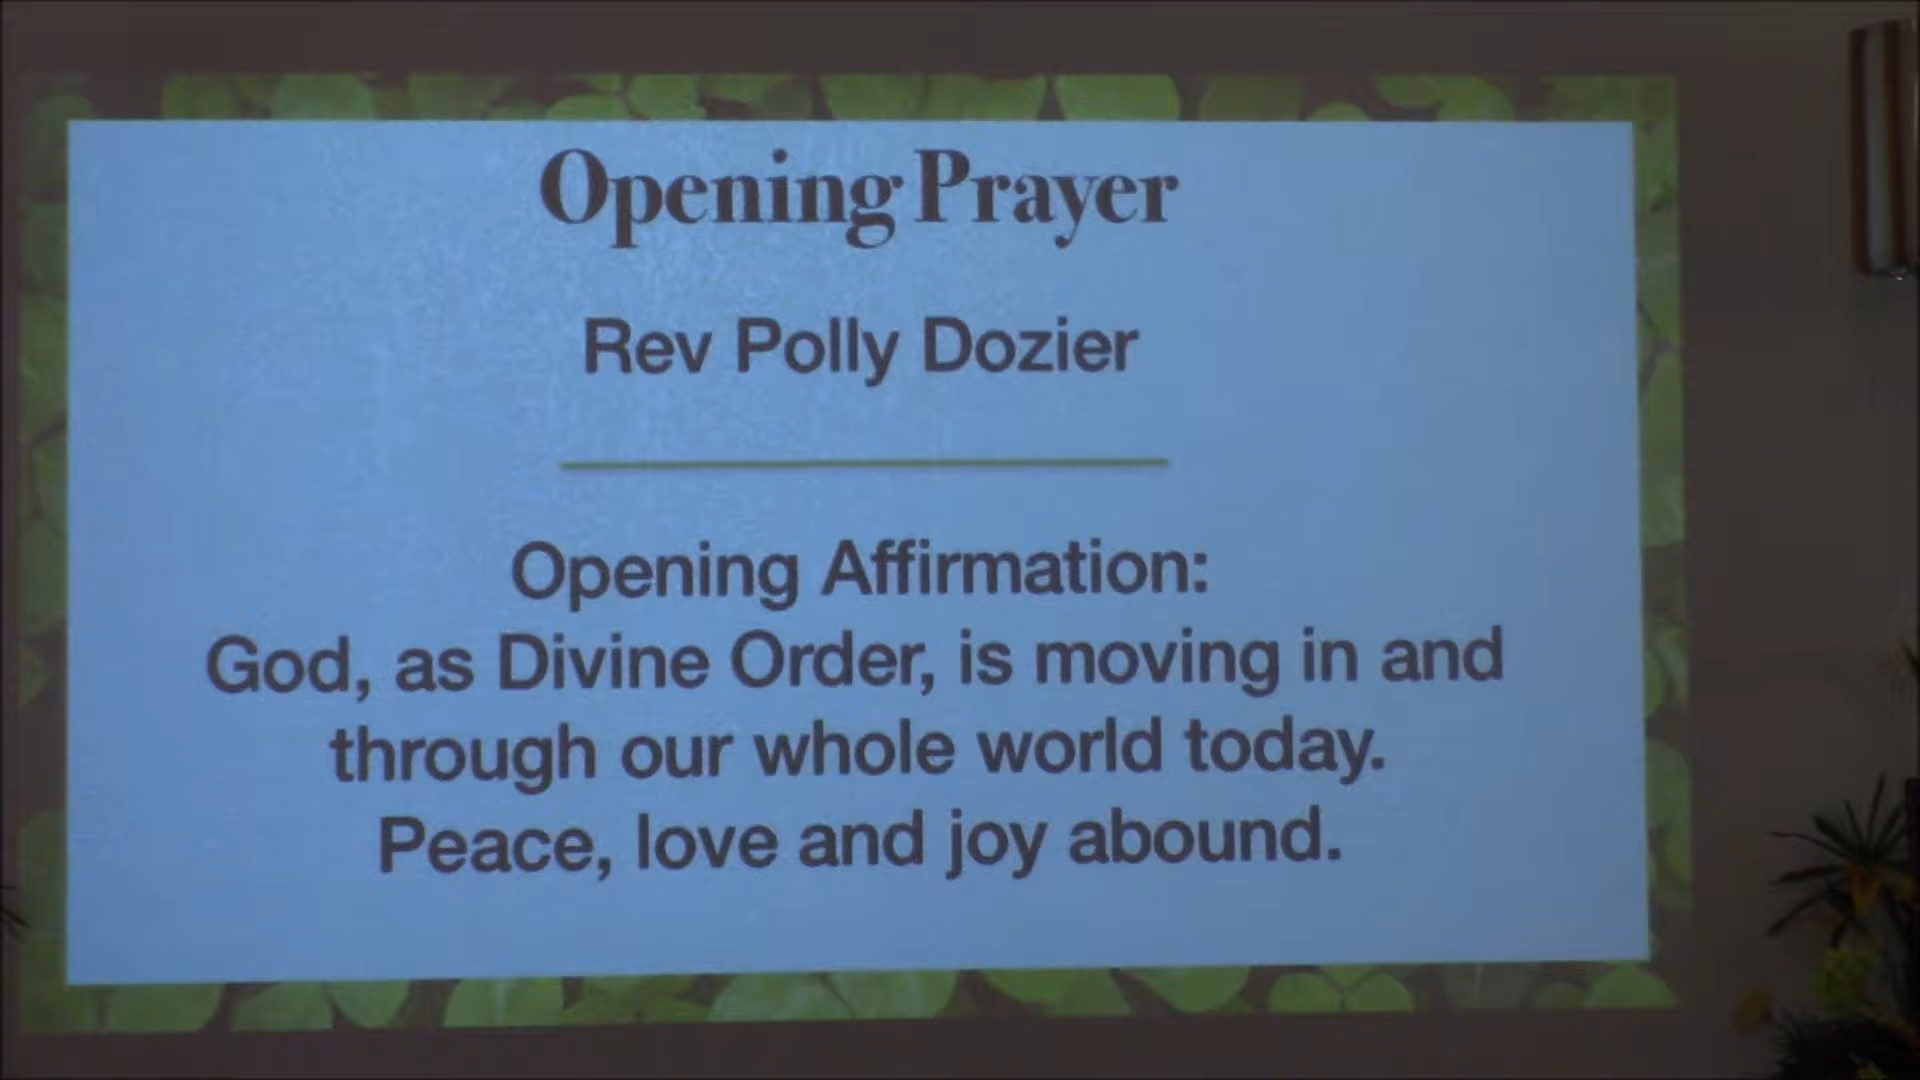 Opening Prayer
Rev Polly Dozier
Opening Affirmation:
God, as Divine Order, is moving in and
through our whole world today.
Peace, love and joy abound.